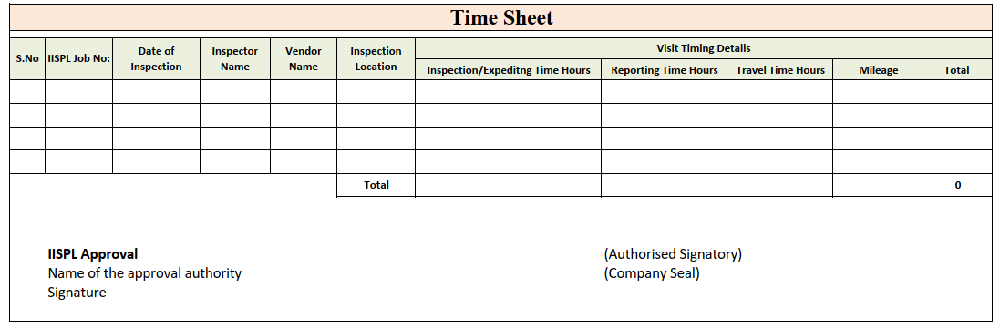 Time Sheet
S.No IISPL Job No: Date of Inspection Inspector Name Vendor Name Inspection Location Visit Timing Details
Inspection/Expeditng Time Hours Reporting Time Hours Travel Time Hours Mileage Total
Total 0
IISPL Approval (Authorised Signatory)
Name of the approval authority (Company Seal)
Signature